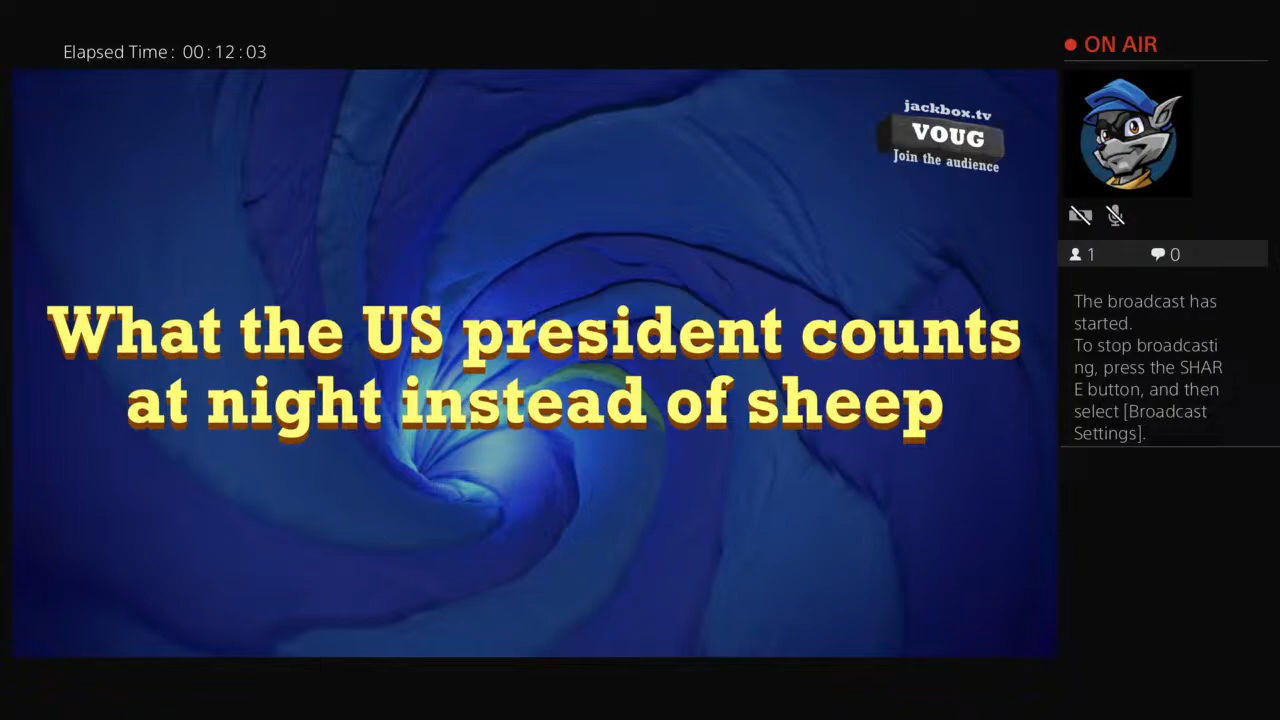 Elapsed Time: 00:12:03
ON AIR
jackbox.tv
VOUG
Join the audience
1 0
What the US president counts
at night instead of sheep
The broadcast has
started.
To stop broadcasti
ng, press the SHAR
E button, and then
select [Broadcast
Settings].